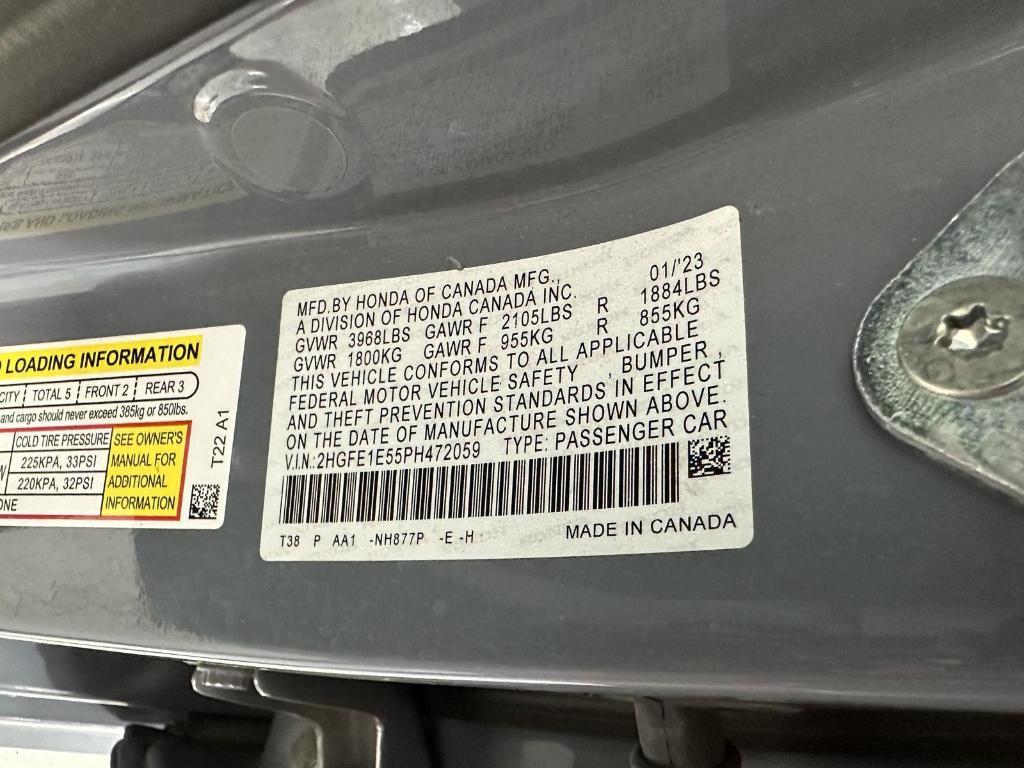 MFD.BY HONDA OF CANADA MFG., 01/'23
A DIVISION OF HONDA CANADA INC.
GVWR 3968LBS GAWR F 2105LBS R 1884LBS
GVWR 1800KG GAWR F 955KG R 855KG
THIS VEHICLE CONFORMS TO ALL APPLICABLE
FEDERAL MOTOR VEHICLE SAFETY , BUMPER ,
AND THEFT PREVENTION STANDARDS IN EFFECT
ON THE DATE OF MANUFACTURE SHOWN ABOVE.
V.I.N.:2HGFE1E55PH472059 TYPE: PASSENGER CAR
T38 P AA1 -NH877P -E -H MADE IN CANADA
LOADING INFORMATION
CITY TOTAL 5 FRONT 2 REAR 3
and cargo should never exceed 385kg or 850lbs.
COLD TIRE PRESSURE
225KPA, 33PSI
220KPA, 32PSI
SEE OWNER'S
MANUAL FOR
ADDITIONAL
INFORMATION
T22 A1